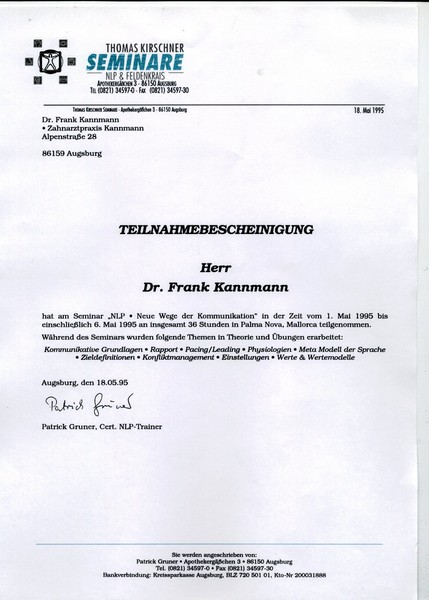 THOMAS KIRSCHNER
SEMINARE
NLP & FELDENKRAIS
APOTHEKERGÄSSCHEN 3 · 86150 AUGSBURG
TEL (0821) 34597-0 · FAX (0821) 34597-30
THOMAS KIRSCHNER SEMINARE · Apothekergäßchen 3 · 86150 Augsburg
18. Mai 1995
Dr. Frank Kannmann
• Zahnarztpraxis Kannmann
Alpenstraße 28
86159 Augsburg
TEILNAHMEBESCHEINIGUNG
Herr
Dr. Frank Kannmann
hat am Seminar „NLP • Neue Wege der Kommunikation" in der Zeit vom 1. Mai 1995 bis
einschließlich 6. Mai 1995 an insgesamt 36 Stunden in Palma Nova, Mallorca teilgenommen.
Während des Seminars wurden folgende Themen in Theorie und Übungen erarbeitet:
Kommunikative Grundlagen • Rapport • Pacing/Leading • Physiologien • Meta Modell der Sprache
• Zieldefinitionen • Konfliktmanagement • Einstellungen • Werte & Wertemodelle
Augsburg, den 18.05.95
Patrick Gruner
Patrick Gruner, Cert. NLP-Trainer
Sie werden angeschrieben von:
Patrick Gruner • Apothekergäßchen 3 • 86150 Augsburg
Tel. (0821) 34597-0 • Fax (0821) 34597-30
Bankverbindung: Kreissparkasse Augsburg, BLZ 720 501 01, Kto-Nr 200031888